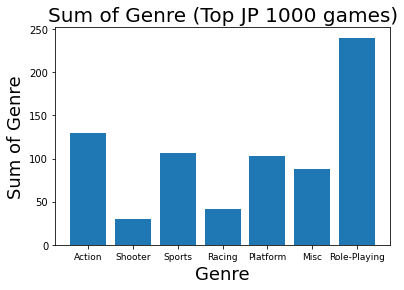 Sum of Genre (Top JP 1000 games)
250
200
150
100
50
0
Sum of Genre
Action Shooter Sports Racing Platform Misc Role-Playing
Genre